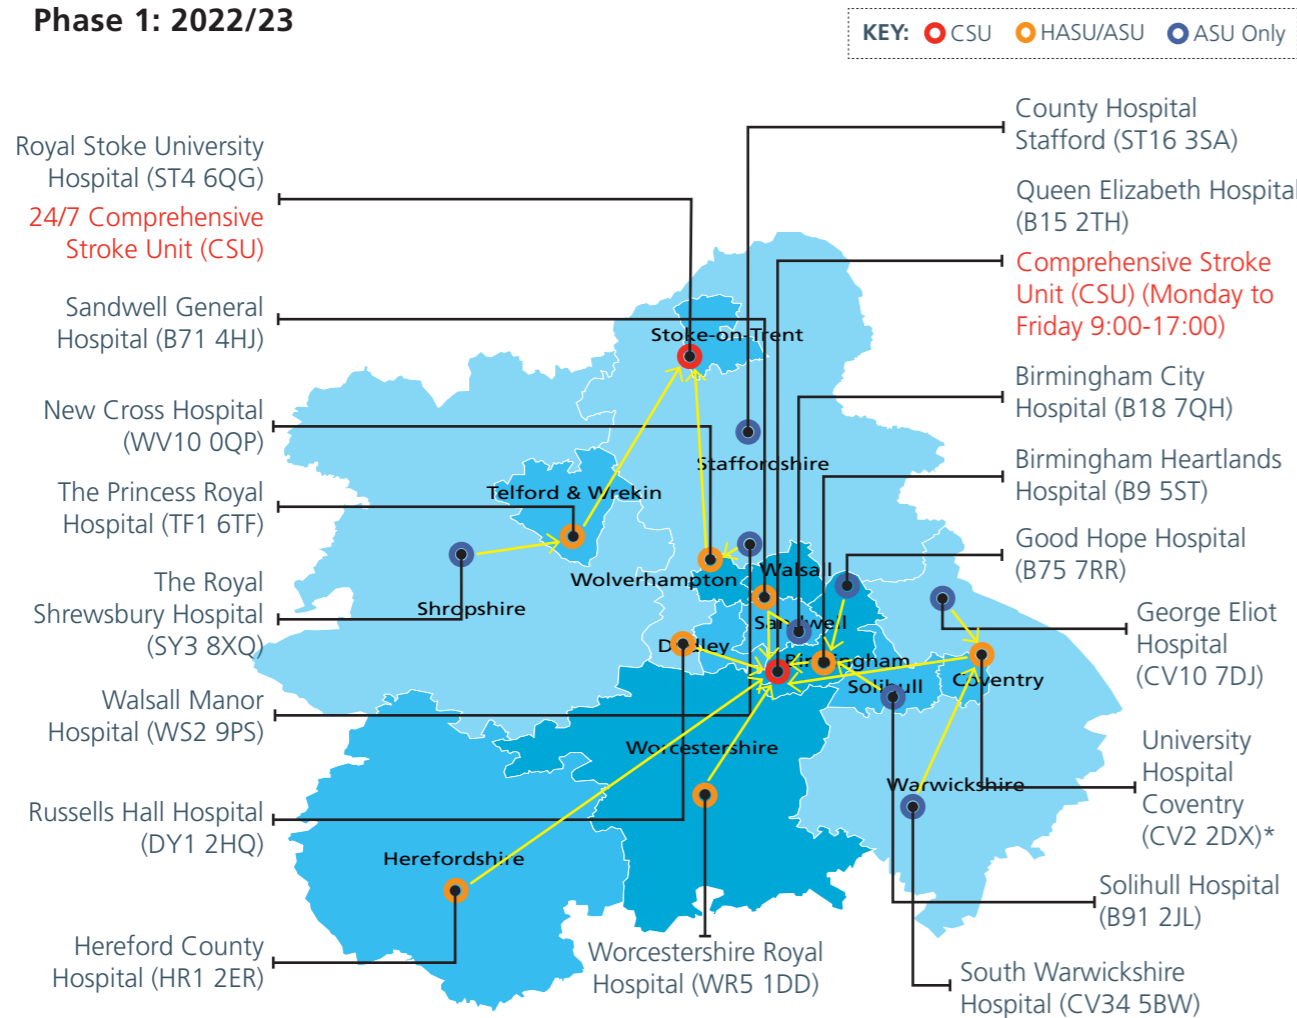 Phase 1: 2022/23
KEY: CSU HASU/ASU ASU Only
Royal Stoke University
Hospital (ST4 6QG)
24/7 Comprehensive
Stroke Unit (CSU)
Sandwell General
Hospital (B71 4HJ)
New Cross Hospital
(WV10 0QP)
The Princess Royal
Hospital (TF1 6TF)
The Royal
Shrewsbury Hospital
(SY3 8XQ)
Walsall Manor
Hospital (WS2 9PS)
Russells Hall Hospital
(DY1 2HQ)
Hereford County
Hospital (HR1 2ER)
Stoke-on-Trent
Staffordshire
Telford & Wrekin
Wolverhampton
Walsall
Shropshire
Sandwell
Dudley
Birmingham
Solihull
Coventry
Worcestershire
Warwickshire
Herefordshire
Worcestershire Royal
Hospital (WR5 1DD)
County Hospital
Stafford (ST16 3SA)
Queen Elizabeth Hospital
(B15 2TH)
Comprehensive Stroke
Unit (CSU) (Monday to
Friday 9:00-17:00)
Birmingham City
Hospital (B18 7QH)
Birmingham Heartlands
Hospital (B9 5ST)
Good Hope Hospital
(B75 7RR)
George Eliot
Hospital
(CV10 7DJ)
University
Hospital
Coventry
(CV2 2DX)*
Solihull Hospital
(B91 2JL)
South Warwickshire
Hospital (CV34 5BW)